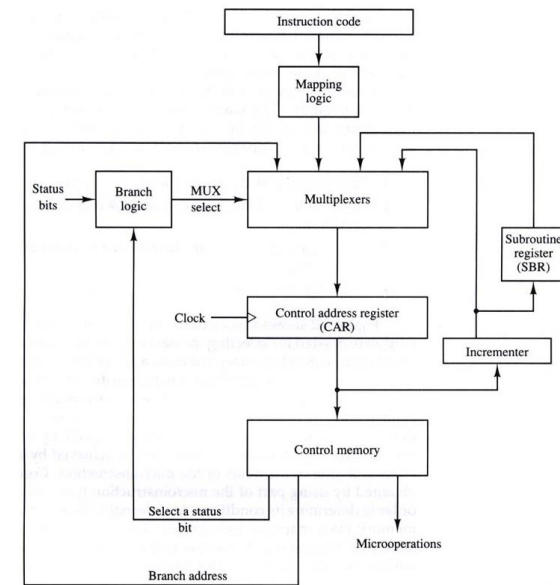 Instruction code
Mapping
logic
Status
bits
Branch
logic
MUX
select
Multiplexers
Subroutine
register
(SBR)
Clock
Control address register
(CAR)
Incrementer
Control memory
Select a status
bit
Microoperations
Branch address